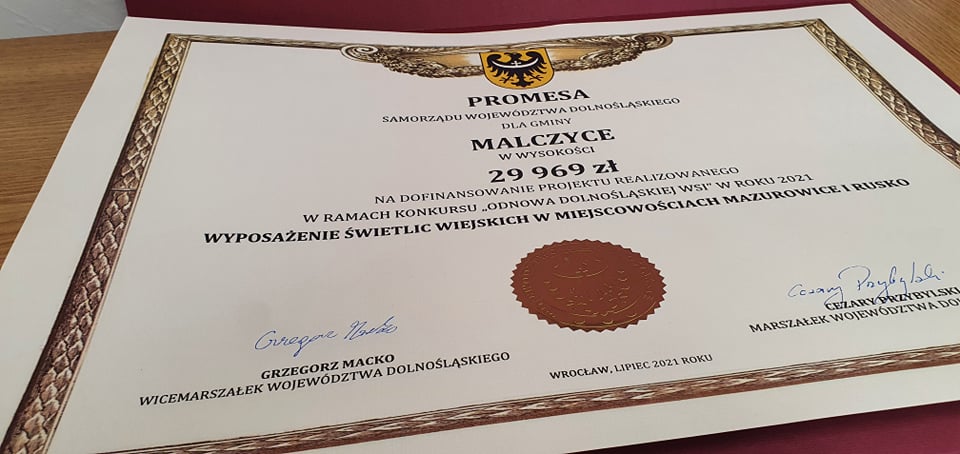 PROMESA
SAMORZĄDU WOJEWÓDZTWA DOLNOŚLĄSKIEGO
DLA GMINY
MALCZYCE
W WYSOKOŚCI
29 969 zł
NA DOFINANSOWANIE PROJEKTU REALIZOWANEGO
W RAMACH KONKURSU „ODNOWA DOLNOŚLĄSKIEJ WSI" W ROKU 2021
WYPOSAŻENIE ŚWIETLIC WIEJSKICH W MIEJSCOWOŚCIACH MAZUROWICE I RUSKO
Grzegorz Macko
GRZEGORZ MACKO
WICEMARSZAŁEK WOJEWÓDZTWA DOLNOŚLĄSKIEGO
WROCŁAW, LIPIEC 2021 ROKU
Cezary Przybylski
CEZARY PRZYBYLSKI
MARSZAŁEK WOJEWÓDZTWA